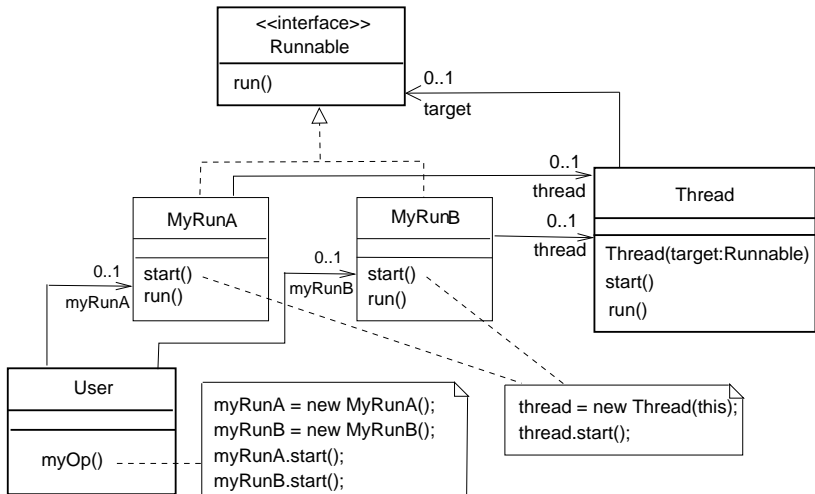 <<interface>>
Runnable
run()
0..1
target
0..1
thread
Thread
Thread(target:Runnable)
start()
run()
MyRunA
start()
run()
MyRunB
start()
run()
0..1
thread
0..1
myRunA
0..1
myRunB
User
myOp()
myRunA = new MyRunA();
myRunB = new MyRunB();
myRunA.start();
myRunB.start();
thread = new Thread(this);
thread.start();